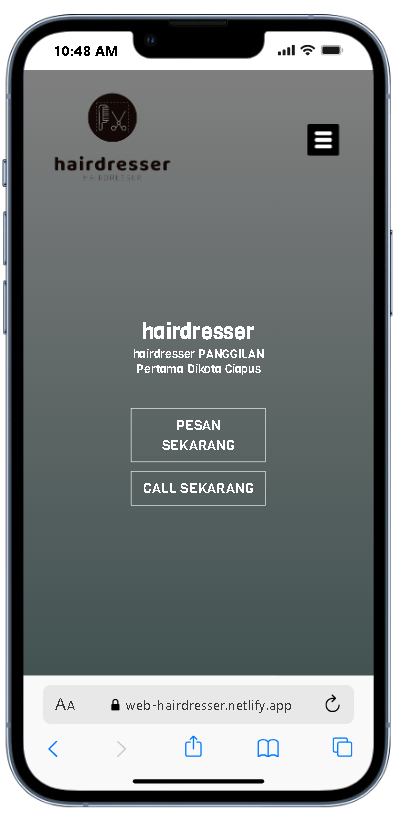 10:48 AM
hairdresser
HAIRDRESSER
hairdresser
hairdresser PANGGILAN
Pertama Dikota Ciapus
PESAN
SEKARANG
CALL SEKARANG
AA
web-hairdresser.netlify.app